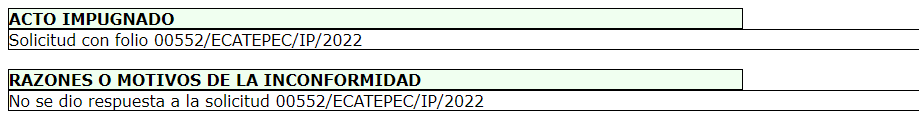 ACTO IMPUGNADO
Solicitud con folio 00552/ECATEPEC/IP/2022
RAZONES O MOTIVOS DE LA INCONFORMIDAD
No se dio respuesta a la solicitud 00552/ECATEPEC/IP/2022